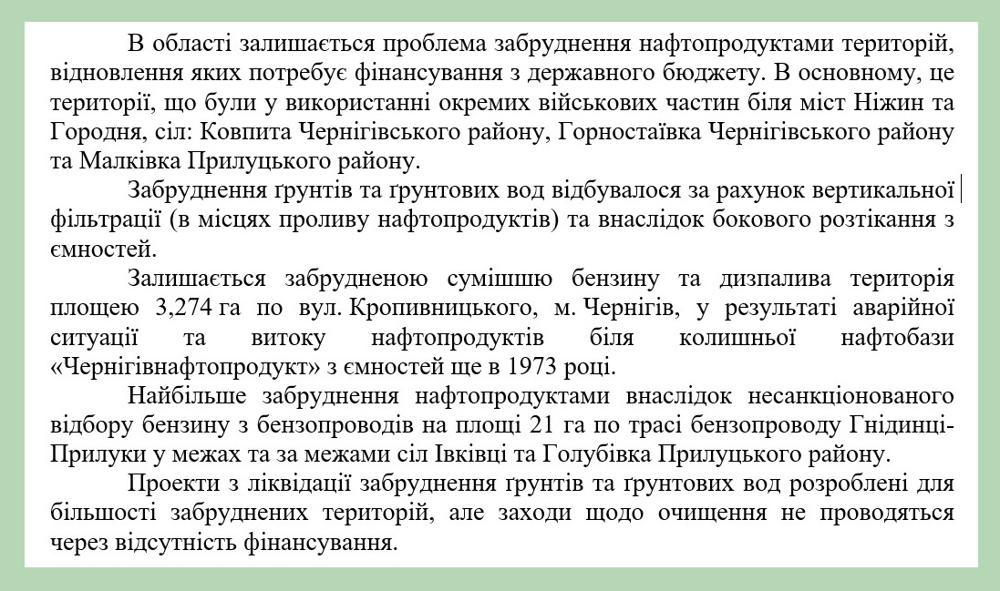 В області залишається проблема забруднення нафтопродуктами територій,
відновлення яких потребує фінансування з державного бюджету. В основному, це
території, що були у використанні окремих військових частин біля міст Ніжин та
Городня, сіл: Ковпита Чернігівського району, Горностаївка Чернігівського району
та Малківка Прилуцького району.
Забруднення ґрунтів та ґрунтових вод відбувалося за рахунок вертикальної
фільтрації (в місцях проливу нафтопродуктів) та внаслідок бокового розтікання з
ємностей.
Залишається забрудненою сумішшю бензину та дизпалива територія
площею 3,274 га по вул. Кропивницького, м. Чернігів, у результаті аварійної
ситуації та витоку нафтопродуктів біля колишньої нафтобази
«Чернігівнафтопродукт» з ємностей ще в 1973 році.
Найбільше забруднення нафтопродуктами внаслідок несанкціонованого
відбору бензину з бензопроводів на площі 21 га по трасі бензопроводу Гнідинці-
Прилуки у межах та за межами сіл Івківці та Голубівка Прилуцького району.
Проекти з ліквідації забруднення ґрунтів та ґрунтових вод розроблені для
більшості забруднених територій, але заходи щодо очищення не проводяться
через відсутність фінансування.